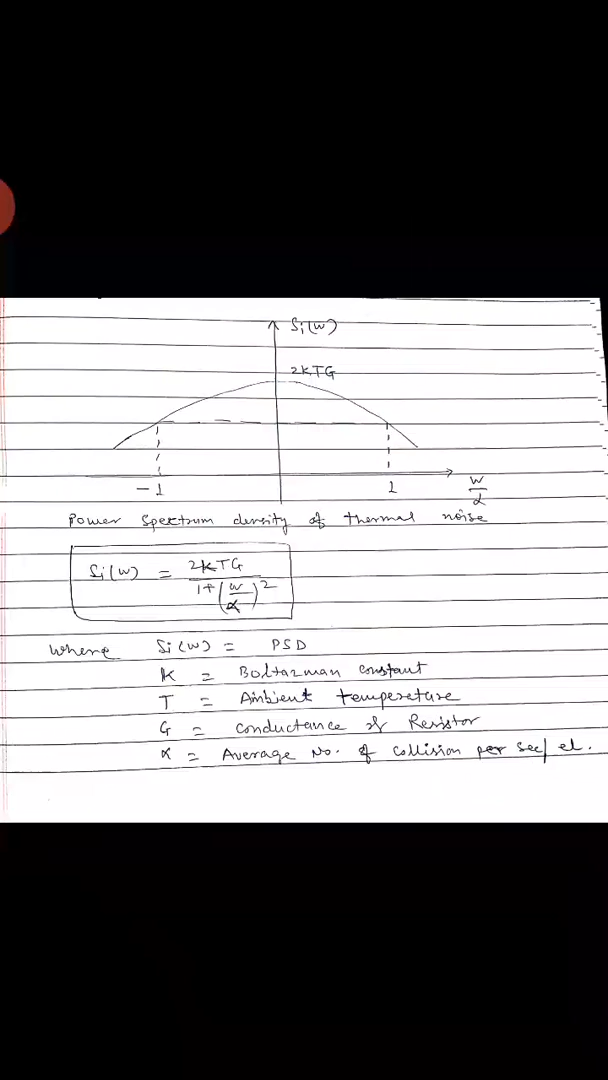 Si(w)
2KTG
-1
1
w/α
Power Spectrum density of thermal noise
Si(w) = 2KTG / 1+(w/α)2
Where Si(w) = PSD
K = Boltazman constant
T = Ambient temperature
G = conductance of Resistor
α = Average No. of collision per sec/el.